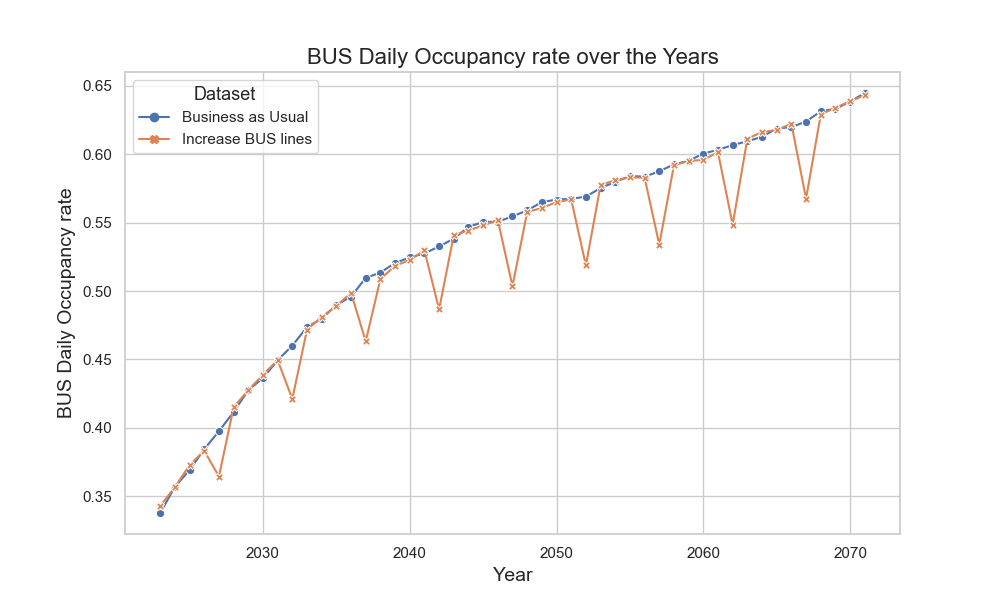 BUS Daily Occupancy rate over the Years
Dataset
Business as Usual
Increase BUS lines
BUS Daily Occupancy rate
0.65
0.60
0.55
0.50
0.45
0.40
0.35
2030 2040 2050 2060 2070
Year